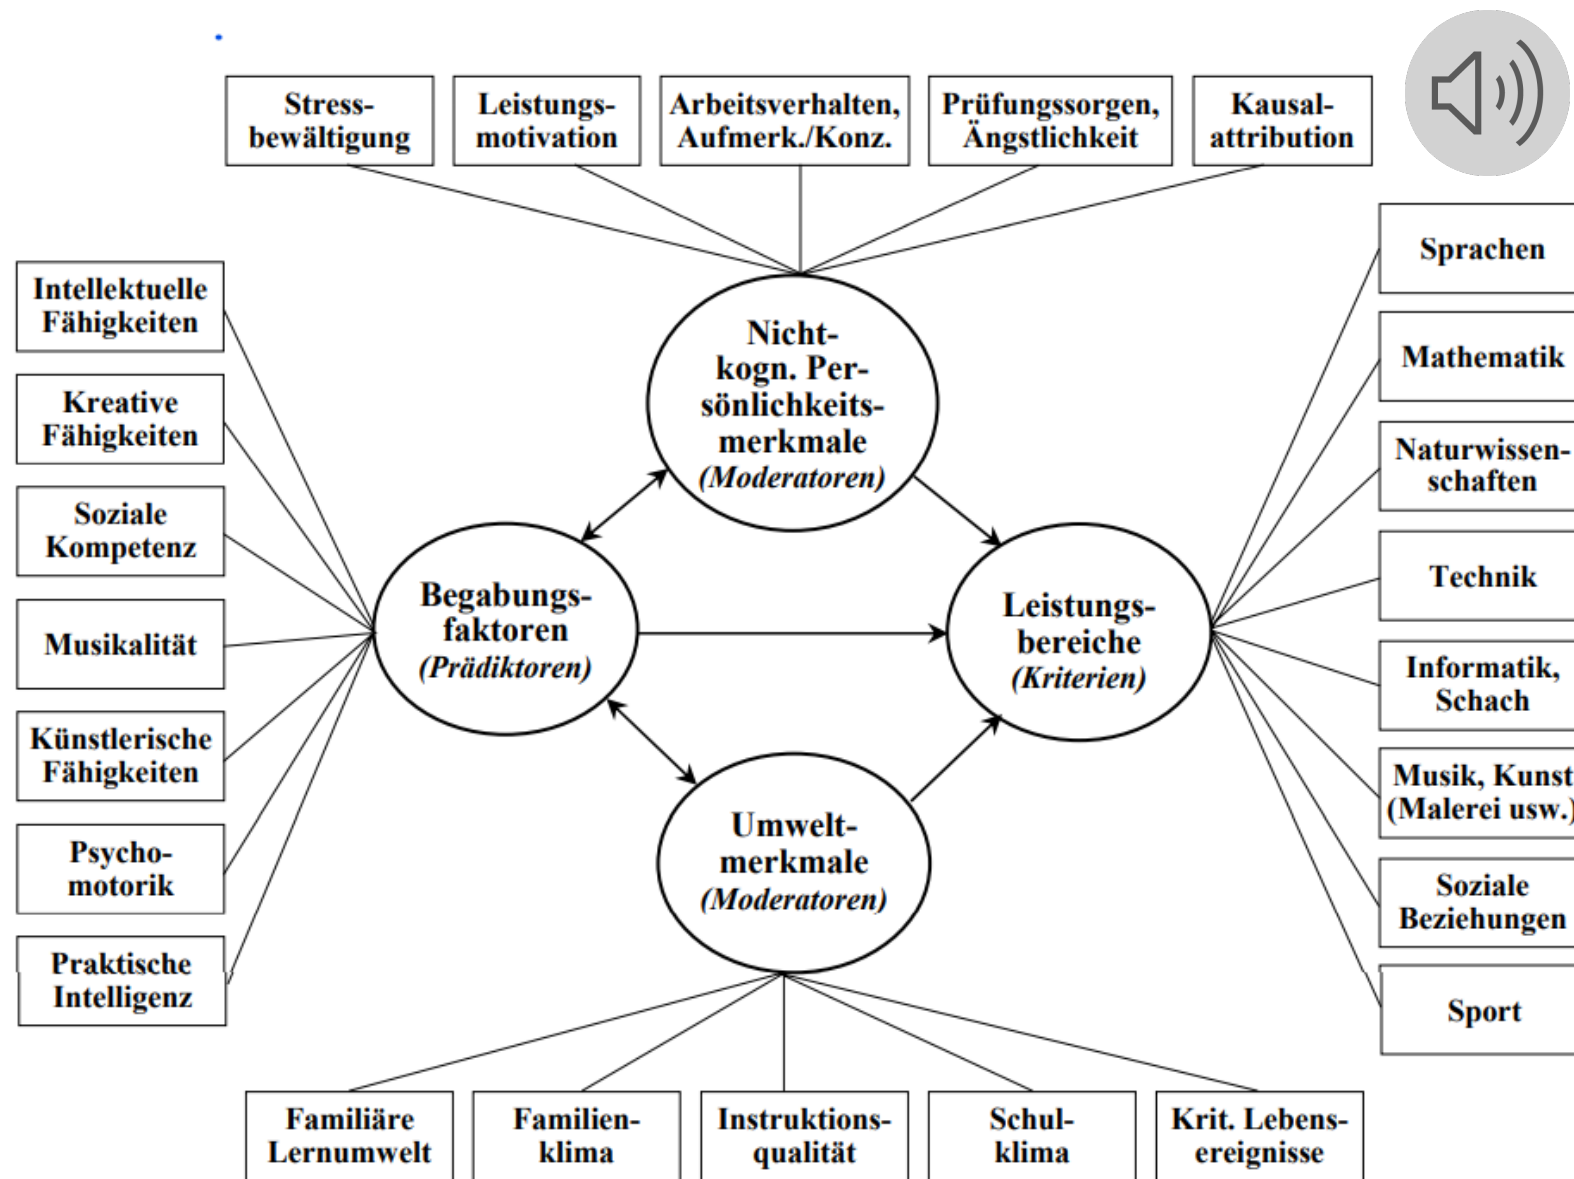 Stress-
bewältigung
Leistungs-
motivation
Arbeitsverhalten,
Aufmerk./Konz.
Prüfungssorgen,
Ängstlichkeit
Kausal-
attribution
Intellektuelle
Fähigkeiten
Kreative
Fähigkeiten
Soziale
Kompetenz
Musikalität
Künstlerische
Fähigkeiten
Psycho-
motorik
Praktische
Intelligenz
Nicht-
kogn. Per-
sönlichkeits-
merkmale
(Moderatoren)
Begabungs-
faktoren
(Prädiktoren)
Leistungs-
bereiche
(Kriterien)
Umwelt-
merkmale
(Moderatoren)
Sprachen
Mathematik
Naturwissen-
schaften
Technik
Informatik,
Schach
Musik, Kunst
(Malerei usw.)
Soziale
Beziehungen
Sport
Familiäre
Lernumwelt
Familien-
klima
Instruktions-
qualität
Schul-
klima
Krit. Lebens-
ereignisse